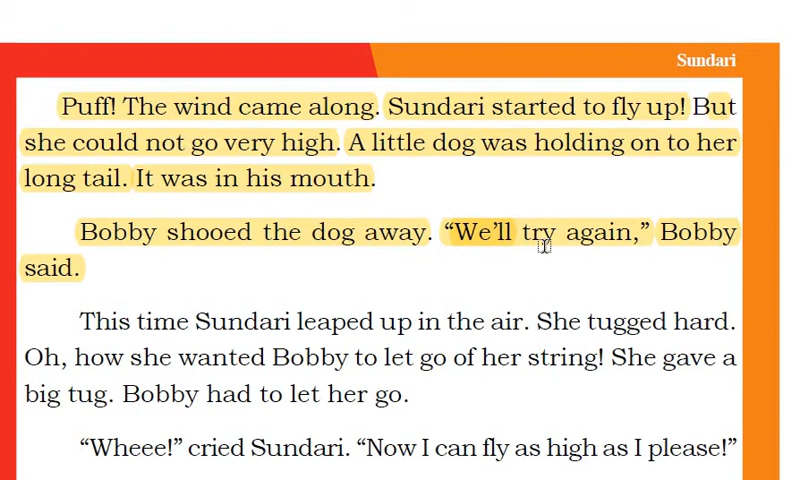 Sundari
Puff! The wind came along. Sundari started to fly up! But
she could not go very high. A little dog was holding on to her
long tail. It was in his mouth.
Bobby shooed the dog away. “We’ll try again,” Bobby
said.
This time Sundari leaped up in the air. She tugged hard.
Oh, how she wanted Bobby to let go of her string! She gave a
big tug. Bobby had to let her go.
“Wheee!” cried Sundari. “Now I can fly as high as I please!”